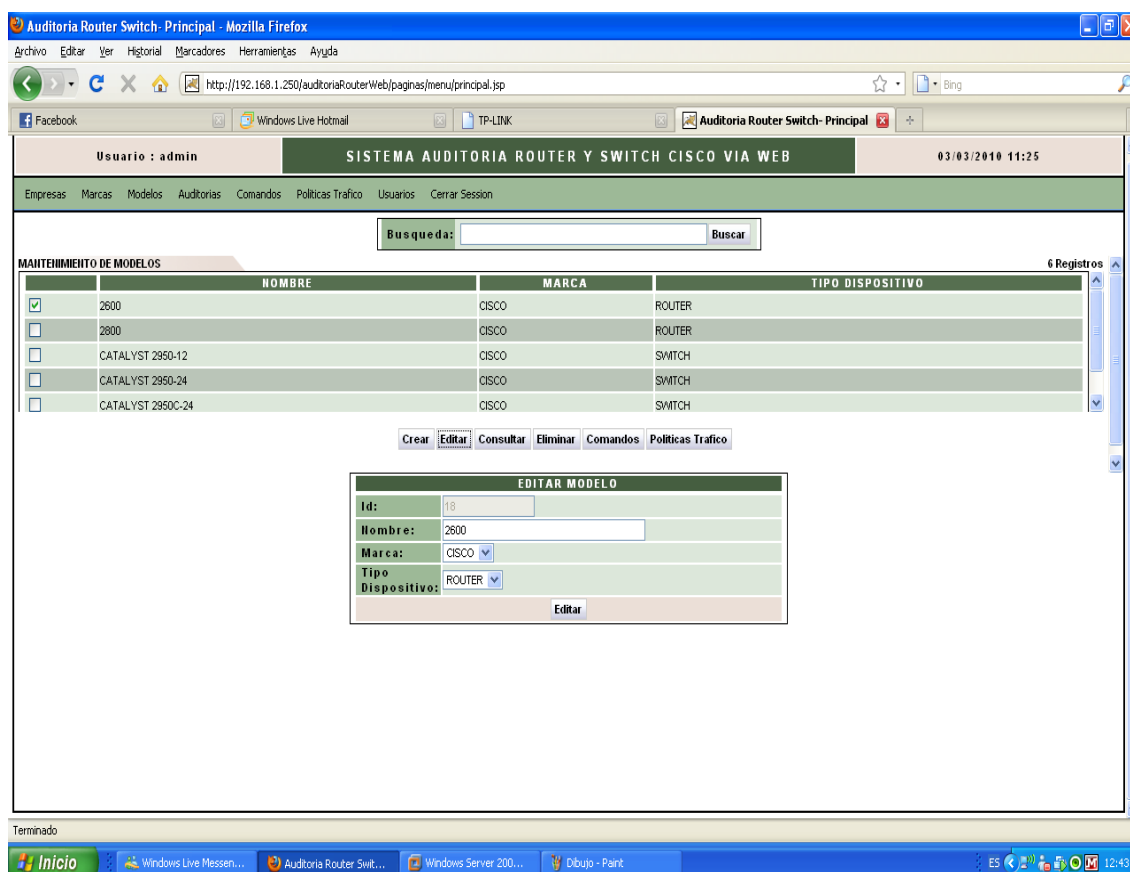 Auditoria Router Switch- Principal - Mozilla Firefox
Archivo Editar Ver Historial Marcadores Herramientas Ayuda
http://192.168.1.250/auditoriaRouterWeb/paginas/menu/principal.jsp Bing
Facebook Windows Live Hotmail TP-LINK Auditoria Router Switch- Principal
Usuario : admin SISTEMA AUDITORIA ROUTER Y SWITCH CISCO VIA WEB 03/03/2010 11:25
Empresas Marcas Modelos Auditorias Comandos Politicas Trafico Usuarios Cerrar Session
Busqueda: Buscar
MANTENIMIENTO DE MODELOS 6 Registros
NOMBRE MARCA TIPO DISPOSITIVO
2600 CISCO ROUTER
2800 CISCO ROUTER
CATALYST 2950-12 CISCO SWITCH
CATALYST 2950-24 CISCO SWITCH
CATALYST 2950C-24 CISCO SWITCH
Crear Editar Consultar Eliminar Comandos Politicas Trafico
EDITAR MODELO
Id: 18
Nombre: 2600
Marca: CISCO
Tipo Dispositivo: ROUTER
Editar
Terminado
Inicio Windows Live Messen... Auditoria Router Swit... Windows Server 200... Dibujo - Paint ES 12:43